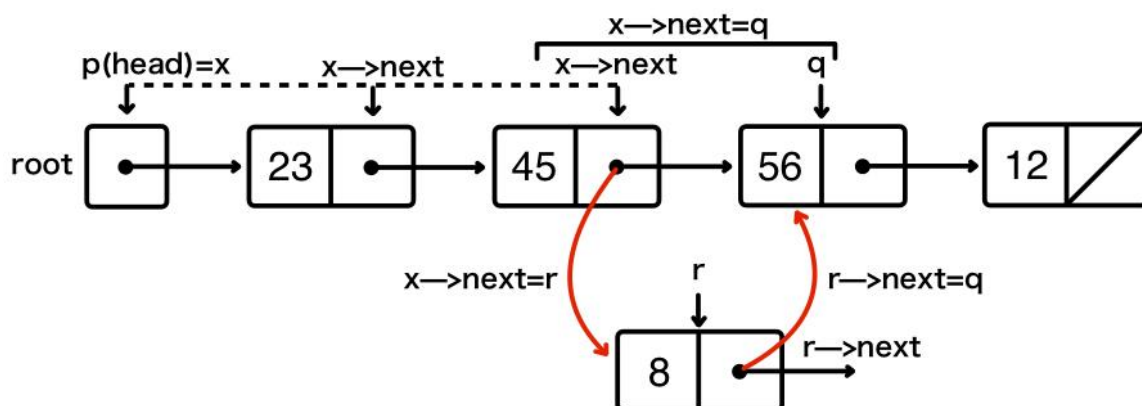 x—>next=q
p(head)=x x—>next x—>next q
root 23 45 56 12
x—>next=r r r—>next=q
r—>next
8